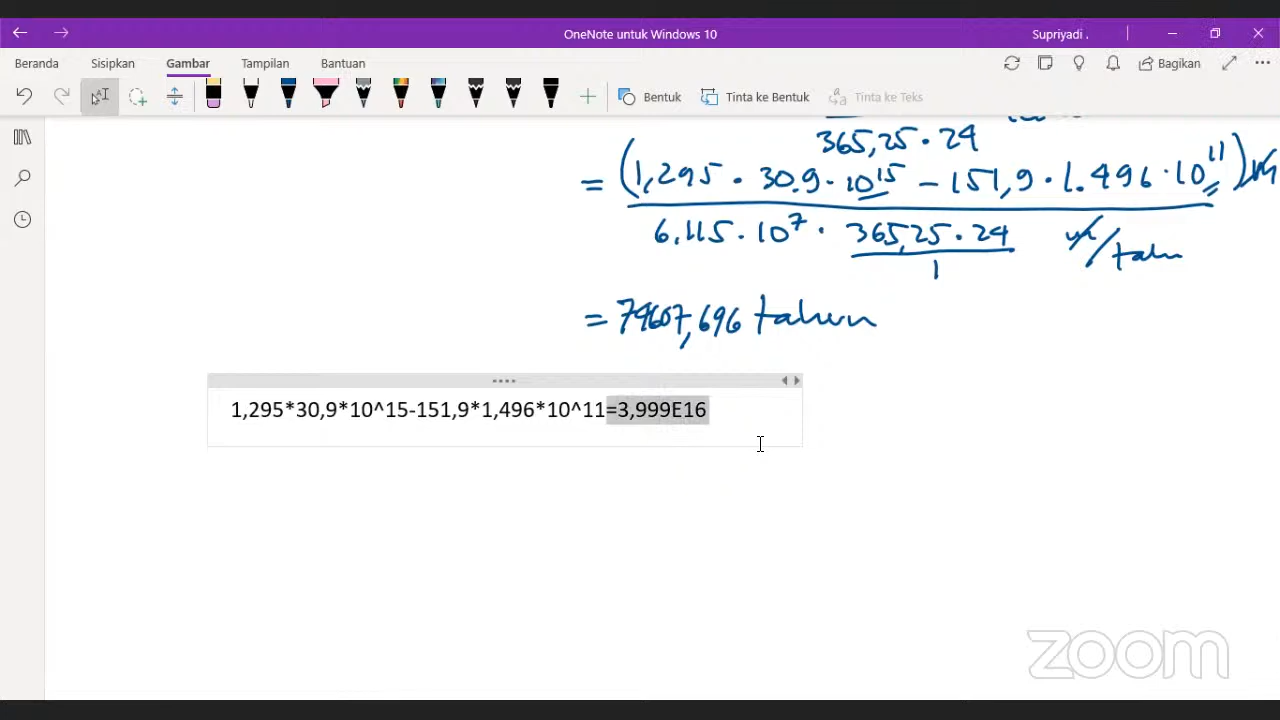 OneNote untuk Windows 10
Supriyadi .
Beranda Sisipkan Gambar Tampilan Bantuan
Bagikan
Bentuk Tinta ke Bentuk Tinta ke Teks
365,25 · 24
= (1,295 · 30.9 · 10^15 - 151,9 · 1.496 · 10^11)
6.115 · 10^7 · 365,25 · 24
1
= 74607,696 tahun
1,295*30,9*10^15-151,9*1,496*10^11=3,999E16
zoom